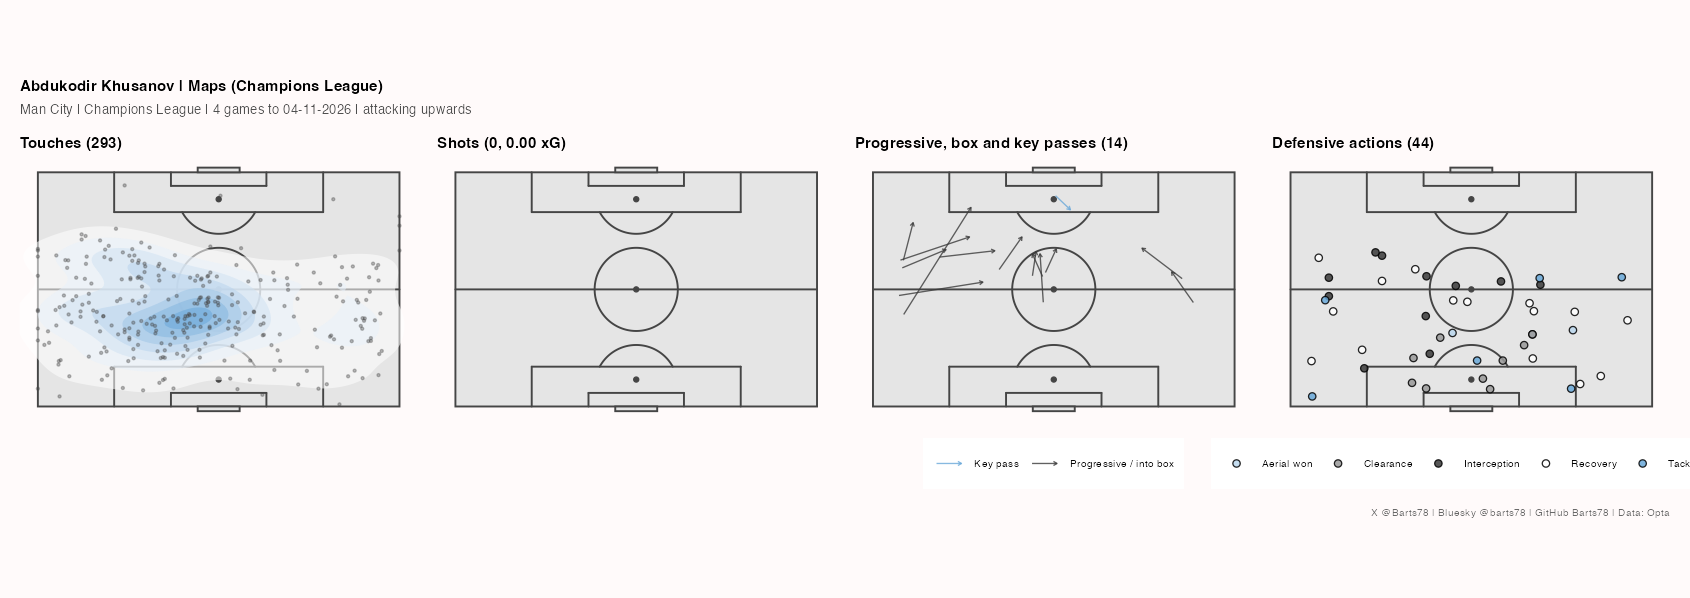 Abdukodir Khusanov | Maps (Champions League)
Man City | Champions League | 4 games to 04-11-2026 | attacking upwards
Touches (293)
Shots (0, 0.00 xG)
Progressive, box and key passes (14)
Defensive actions (44)
Key pass
Progressive / into box
Aerial won
Clearance
Interception
Recovery
Tack
X @Barts78 | Bluesky @barts78 | GitHub Barts78 | Data: Opta